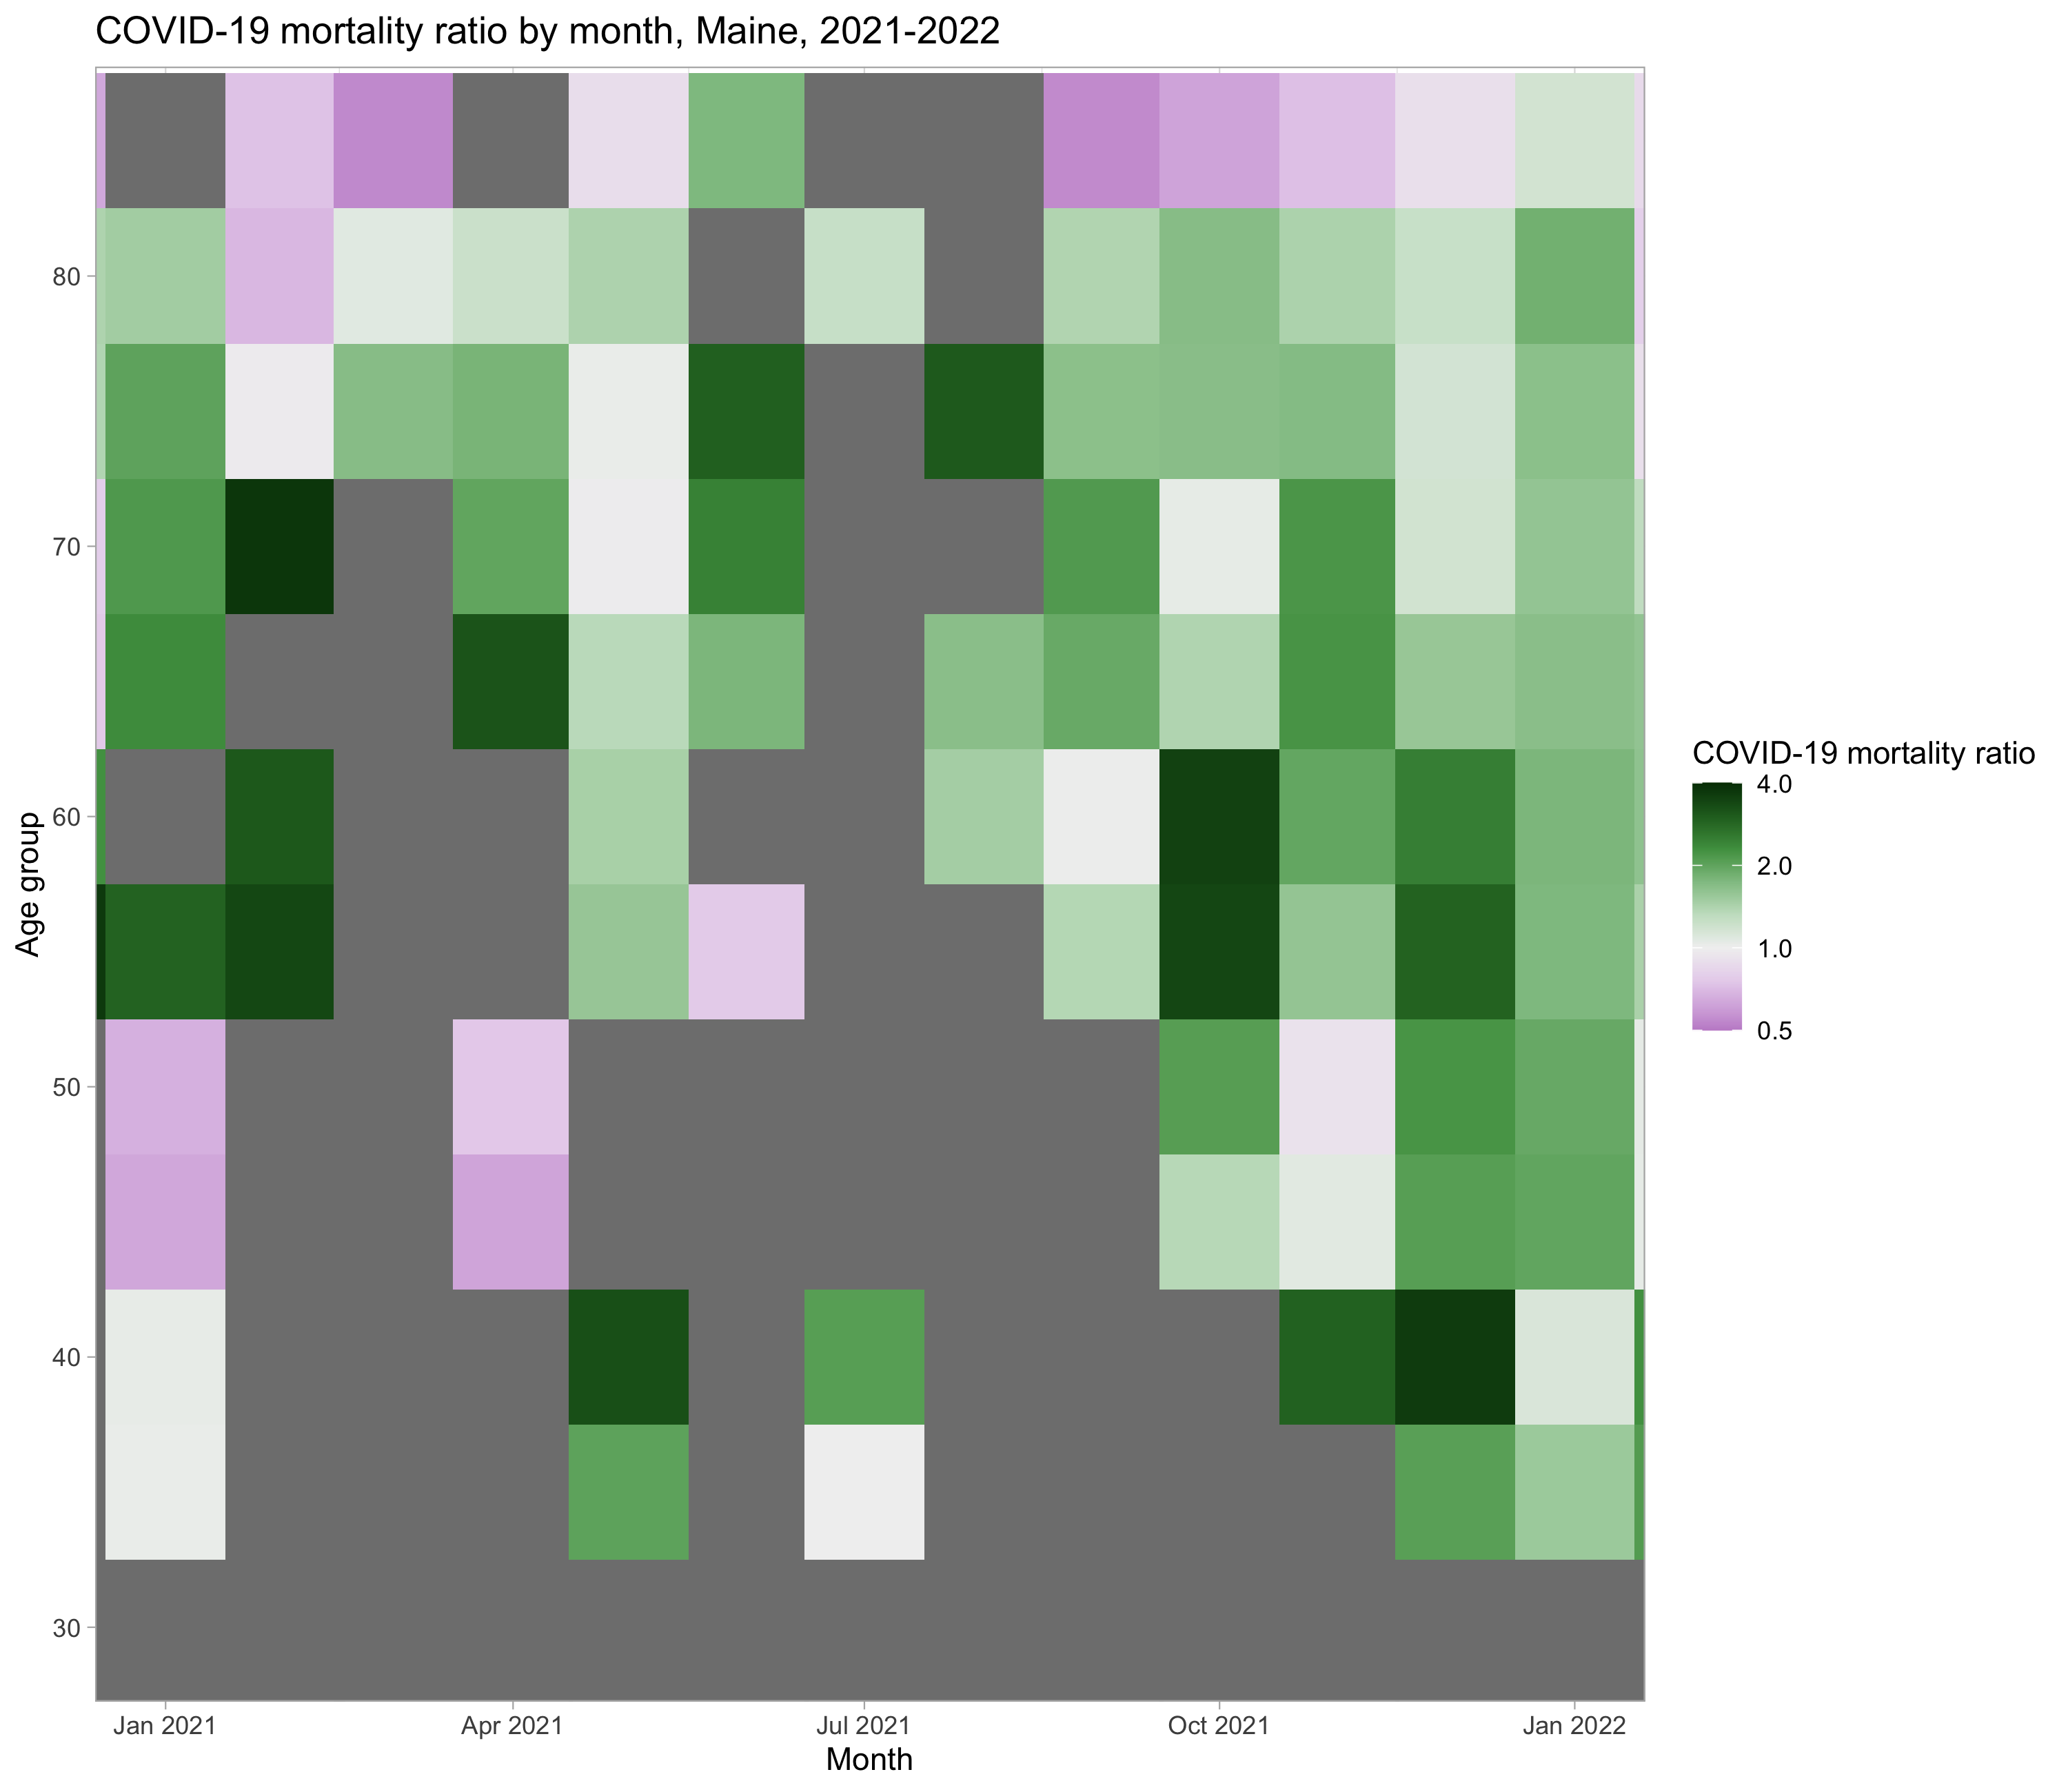 COVID-19 mortality ratio by month, Maine, 2021-2022
Age group
80
70
60
50
40
30
Jan 2021
Apr 2021
Jul 2021
Oct 2021
Jan 2022
Month
COVID-19 mortality ratio
4.0
2.0
1.0
0.5